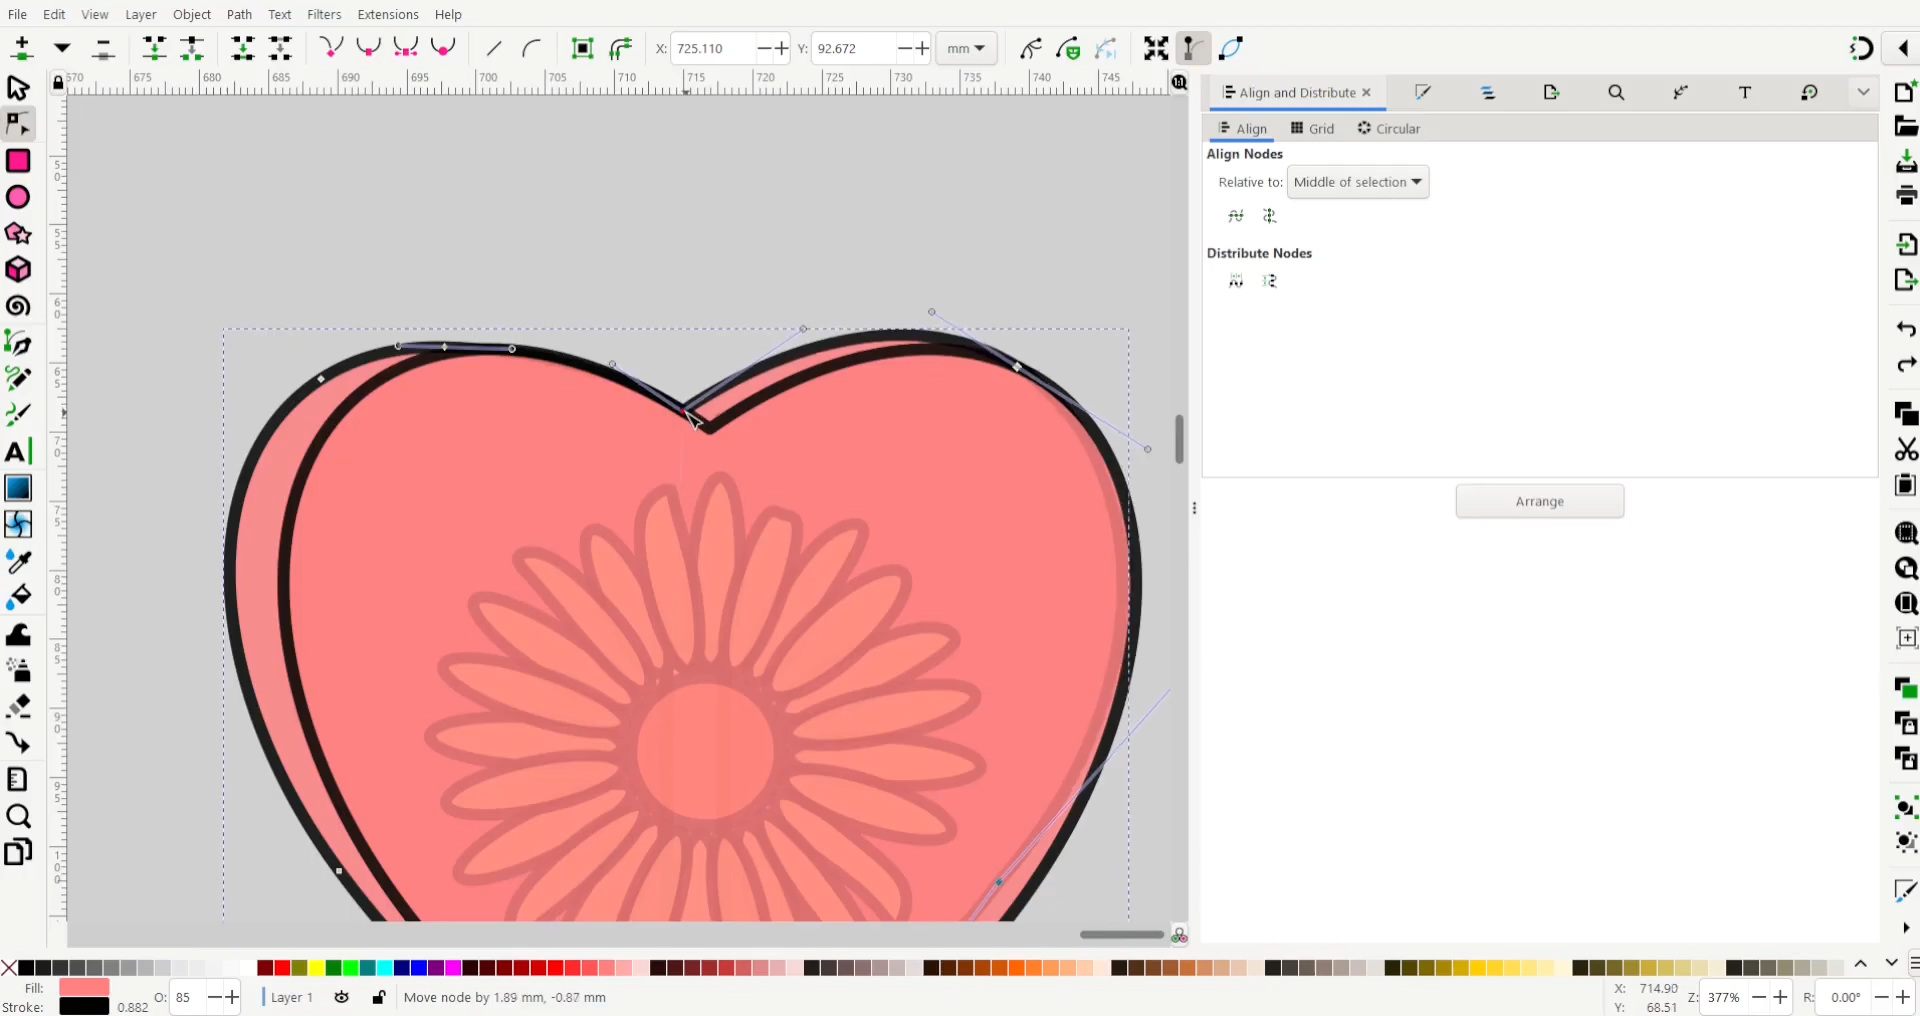 File Edit View Layer Object Path Text Filters Extensions Help
X: 725.110 Y: 92.672 mm
675 680 685 690 695 700 705 710 715 720 725 730 735 740 745
Align and Distribute
Align Grid Circular
Align Nodes
Relative to: Middle of selection
Distribute Nodes
Arrange
Fill:
Stroke: 0.882
O: 85
Layer 1
Move node by 1.89 mm, -0.87 mm
X: 714.90
Y: 68.51
Z: 377%
R: 0.00°